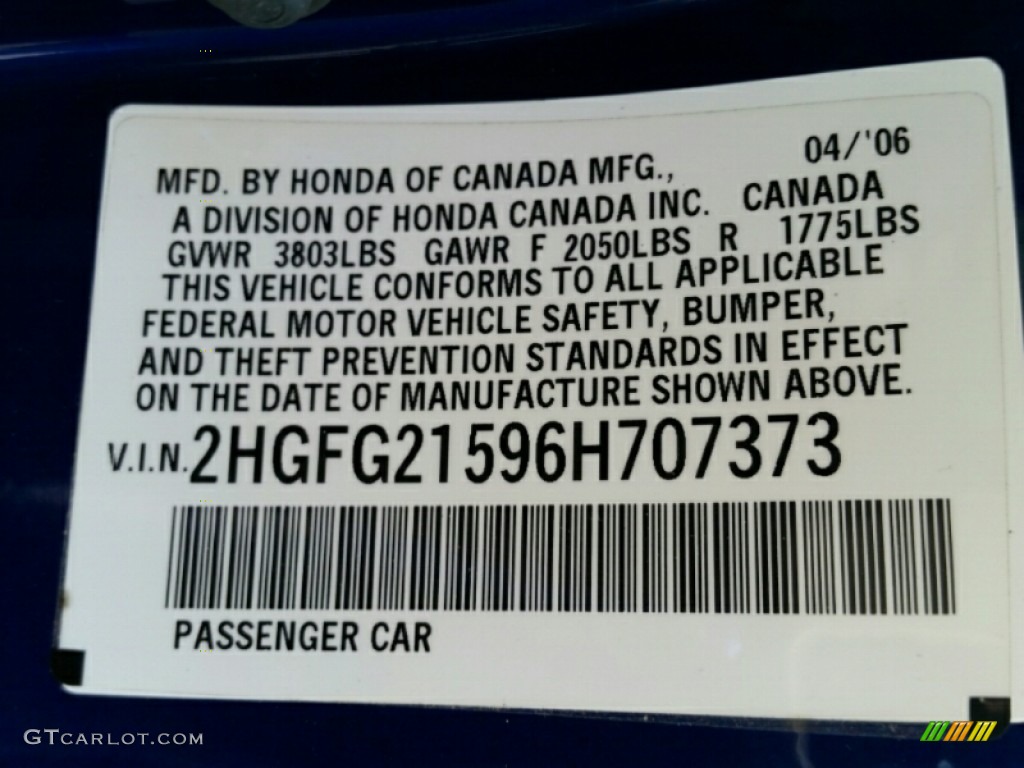 04/'06
MFD. BY HONDA OF CANADA MFG.,
A DIVISION OF HONDA CANADA INC. CANADA
GVWR 3803LBS GAWR F 2050LBS R 1775LBS
THIS VEHICLE CONFORMS TO ALL APPLICABLE
FEDERAL MOTOR VEHICLE SAFETY, BUMPER,
AND THEFT PREVENTION STANDARDS IN EFFECT
ON THE DATE OF MANUFACTURE SHOWN ABOVE.
V.I.N. 2HGFG21596H707373
PASSENGER CAR
GTCARLOT.COM